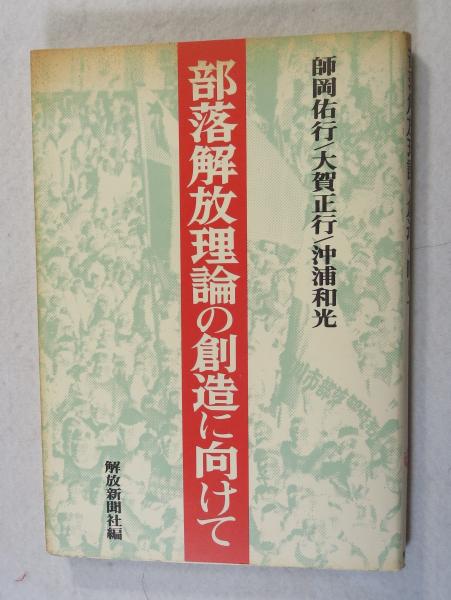 師岡佑行/大賀正行/沖浦和光
部落解放理論の創造に向けて
解放新聞社編